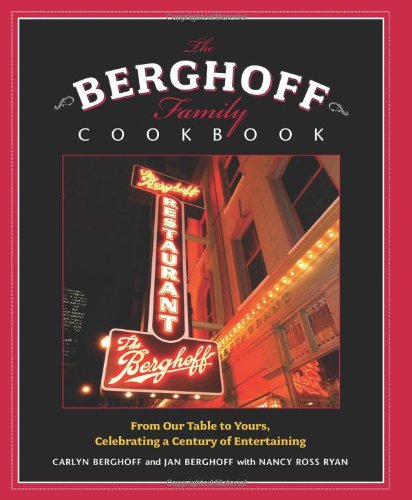 The
BERGHOFF
Family
COOKBOOK
The
Berghoff
RESTAURANT
The
Berghoff
From Our Table to Yours,
Celebrating a Century of Entertaining
CARLYN BERGHOFF and JAN BERGHOFF with NANCY ROSS RYAN